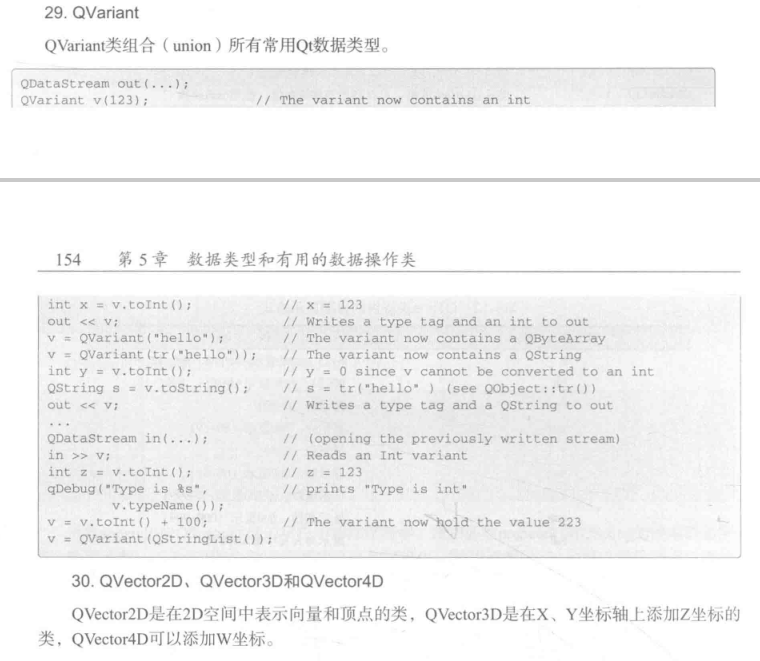 29. QVariant
QVariant类组合（union）所有常用Qt数据类型。
QDataStream out(...);
QVariant v(123);                // The variant now contains an int
154    第 5 章    数据类型和有用的数据操作类
int x = v.toInt();              // x = 123
out << v;                       // Writes a type tag and an int to out
v = QVariant("hello");          // The variant now contains a QByteArray
v = QVariant(tr("hello"));      // The variant now contains a QString
int y = v.toInt();              // y = 0 since v cannot be converted to an int
QString s = v.toString();       // s = tr("hello" ) (see QObject::tr())
out << v;                       // Writes a type tag and a QString to out
...
QDataStream in(...);            // (opening the previously written stream)
in >> v;                        // Reads an Int variant
int z = v.toInt();              // z = 123
qDebug("Type is %s",            // prints "Type is int"
        v.typeName());
v = v.toInt() + 100;            // The variant now hold the value 223
v = QVariant(QStringList());
30. QVector2D、QVector3D和QVector4D
QVector2D是在2D空间中表示向量和顶点的类，QVector3D是在X、Y坐标轴上添加Z坐标的
类，QVector4D可以添加W坐标。